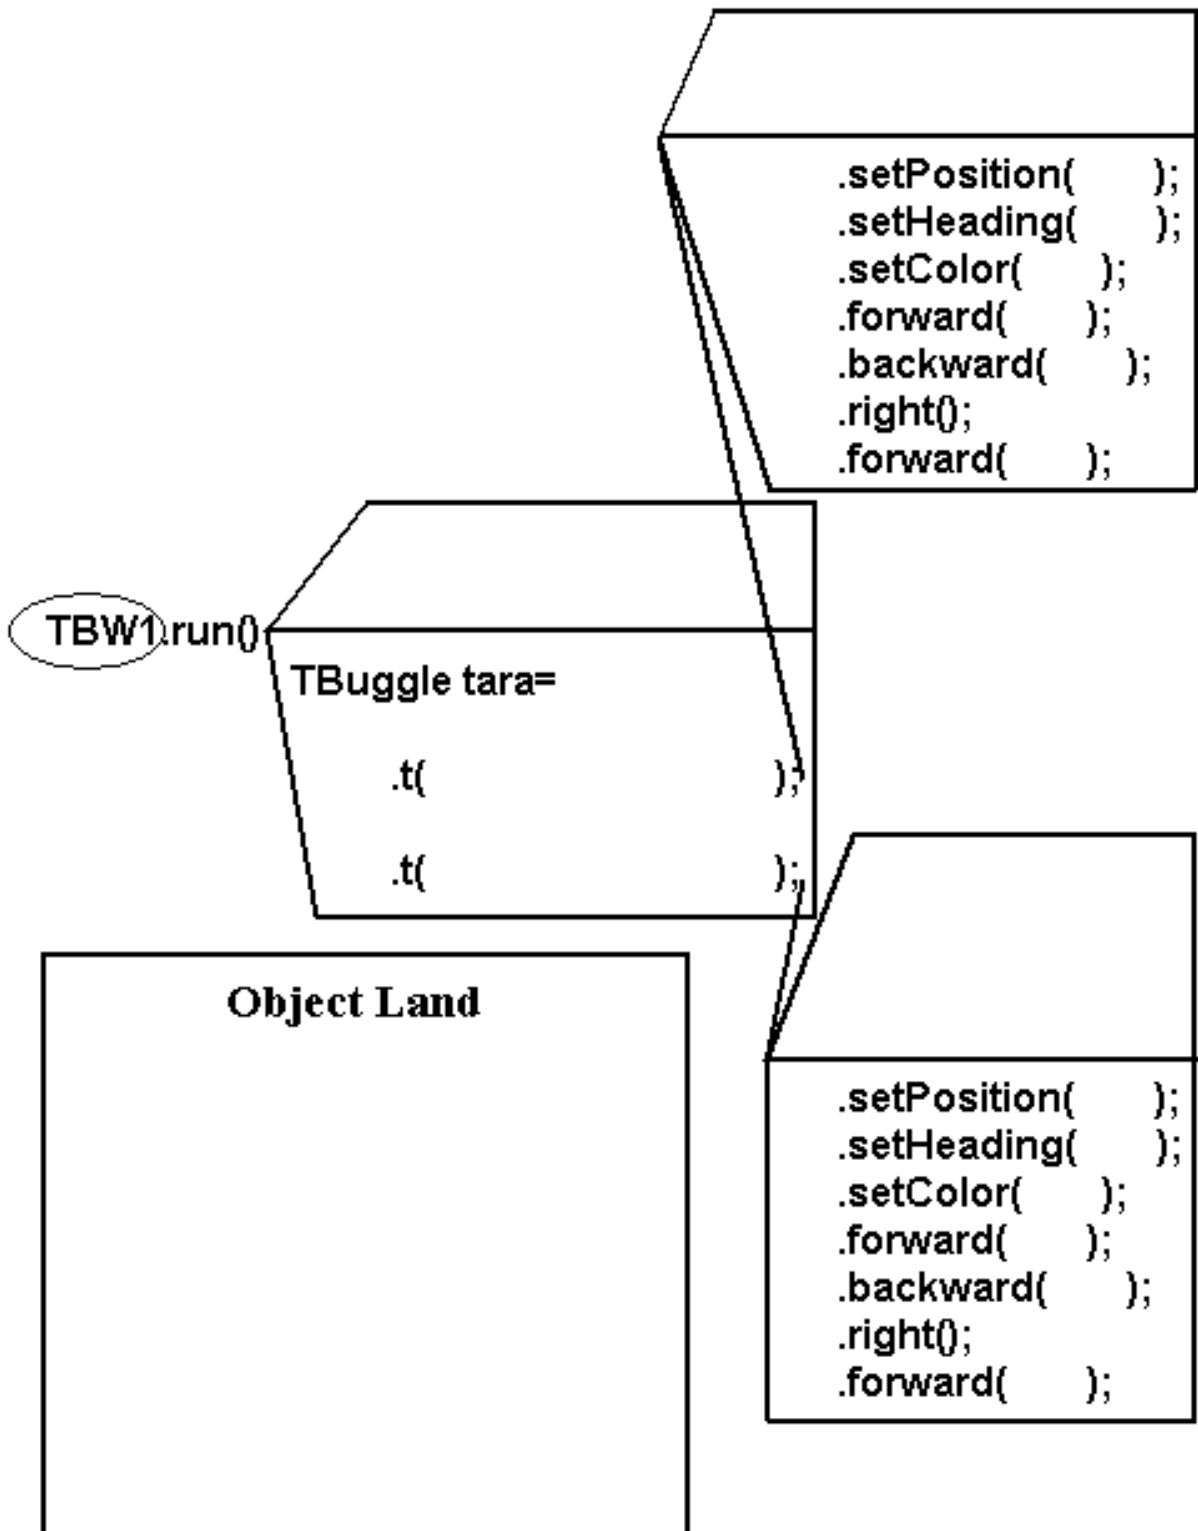 .setPosition( );
.setHeading( );
.setColor( );
.forward( );
.backward( );
.right();
.forward( );
TBW1.run()
TBuggle tara=
.t( );
.t( );
Object Land
.setPosition( );
.setHeading( );
.setColor( );
.forward( );
.backward( );
.right();
.forward( );